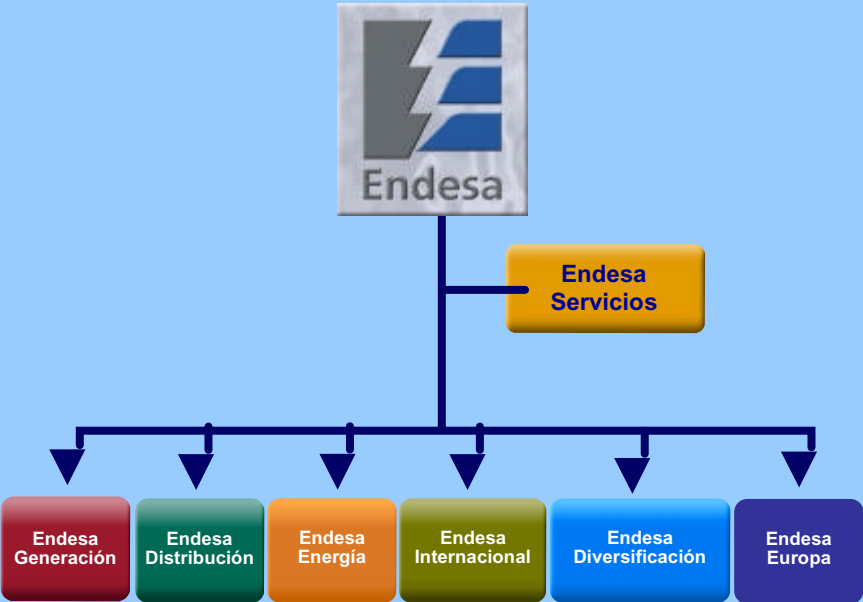 Endesa
Endesa
Servicios
Endesa
Generación
Endesa
Distribución
Endesa
Energía
Endesa
Internacional
Endesa
Diversificación
Endesa
Europa